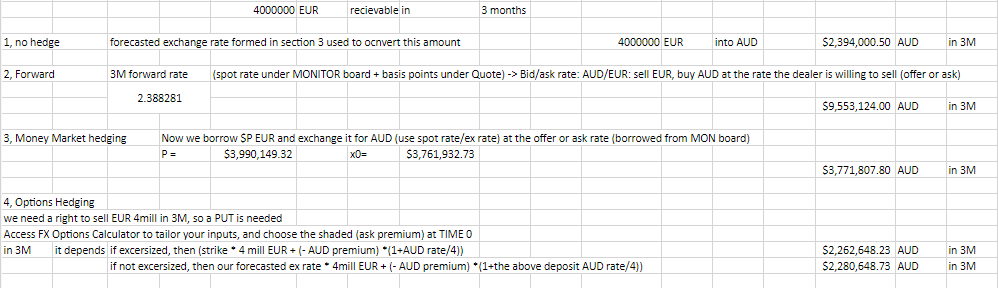 4000000 EUR recievable in 3 months
1, no hedge forecasted exchange rate formed in section 3 used to ocnvert this amount 4000000 EUR into AUD $2,394,000.50 AUD in 3M
2, Forward 3M forward rate (spot rate under MONITOR board + basis points under Quote) -> Bid/ask rate: AUD/EUR: sell EUR, buy AUD at the rate the dealer is willing to sell (offer or ask)
2.388281
$9,553,124.00 AUD in 3M
3, Money Market hedging Now we borrow $P EUR and exchange it for AUD (use spot rate/ex rate) at the offer or ask rate (borrowed from MON board)
P = $3,990,149.32 x0= $3,761,932.73
$3,771,807.80 AUD in 3M
4, Options Hedging
we need a right to sell EUR 4mill in 3M, so a PUT is needed
Access FX Options Calculator to tailor your inputs, and choose the shaded (ask premium) at TIME 0
in 3M it depends if excersized, then (strike * 4 mill EUR + (- AUD premium) *(1+AUD rate/4)) $2,262,648.23 AUD in 3M
if not excersized, then our forecasted ex rate * 4mill EUR + (- AUD premium) *(1+the above deposit AUD rate/4)) $2,280,648.73 AUD in 3M